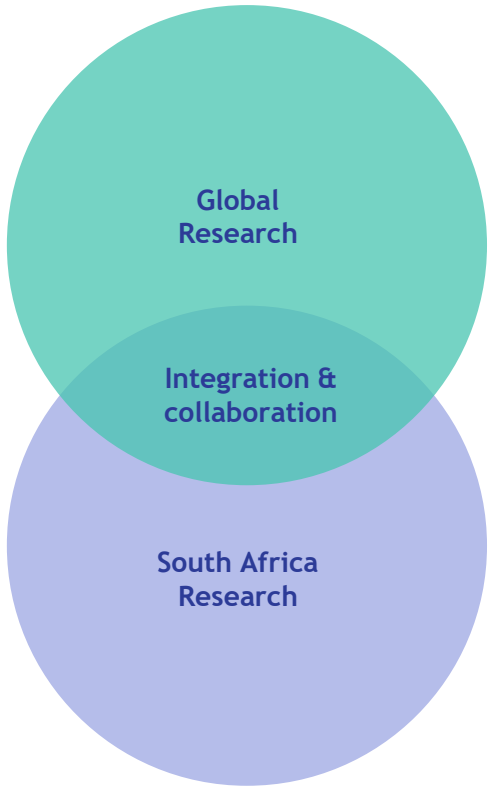 Global
Research
Integration &
collaboration
South Africa
Research